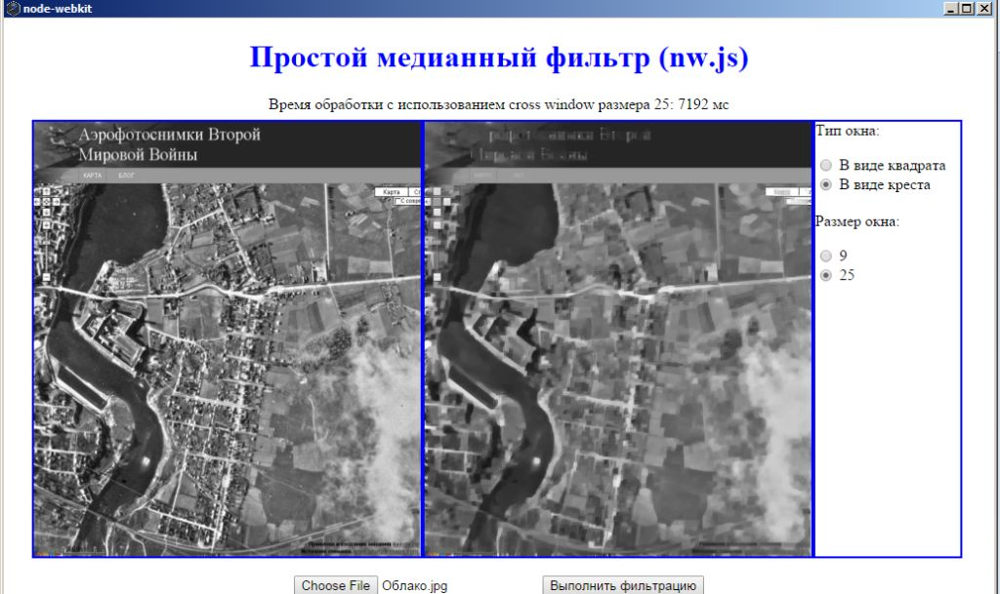 node-webkit
Простой медианный фильтр (nw.js)
Время обработки с использованием cross window размера 25: 7192 мс
Аэрофотоснимки Второй
Мировой Войны
КАРТА БЛОГ
Карта
Тип окна:
В виде квадрата
В виде креста
Размер окна:
9
25
Choose File Облако.jpg
Выполнить фильтрацию